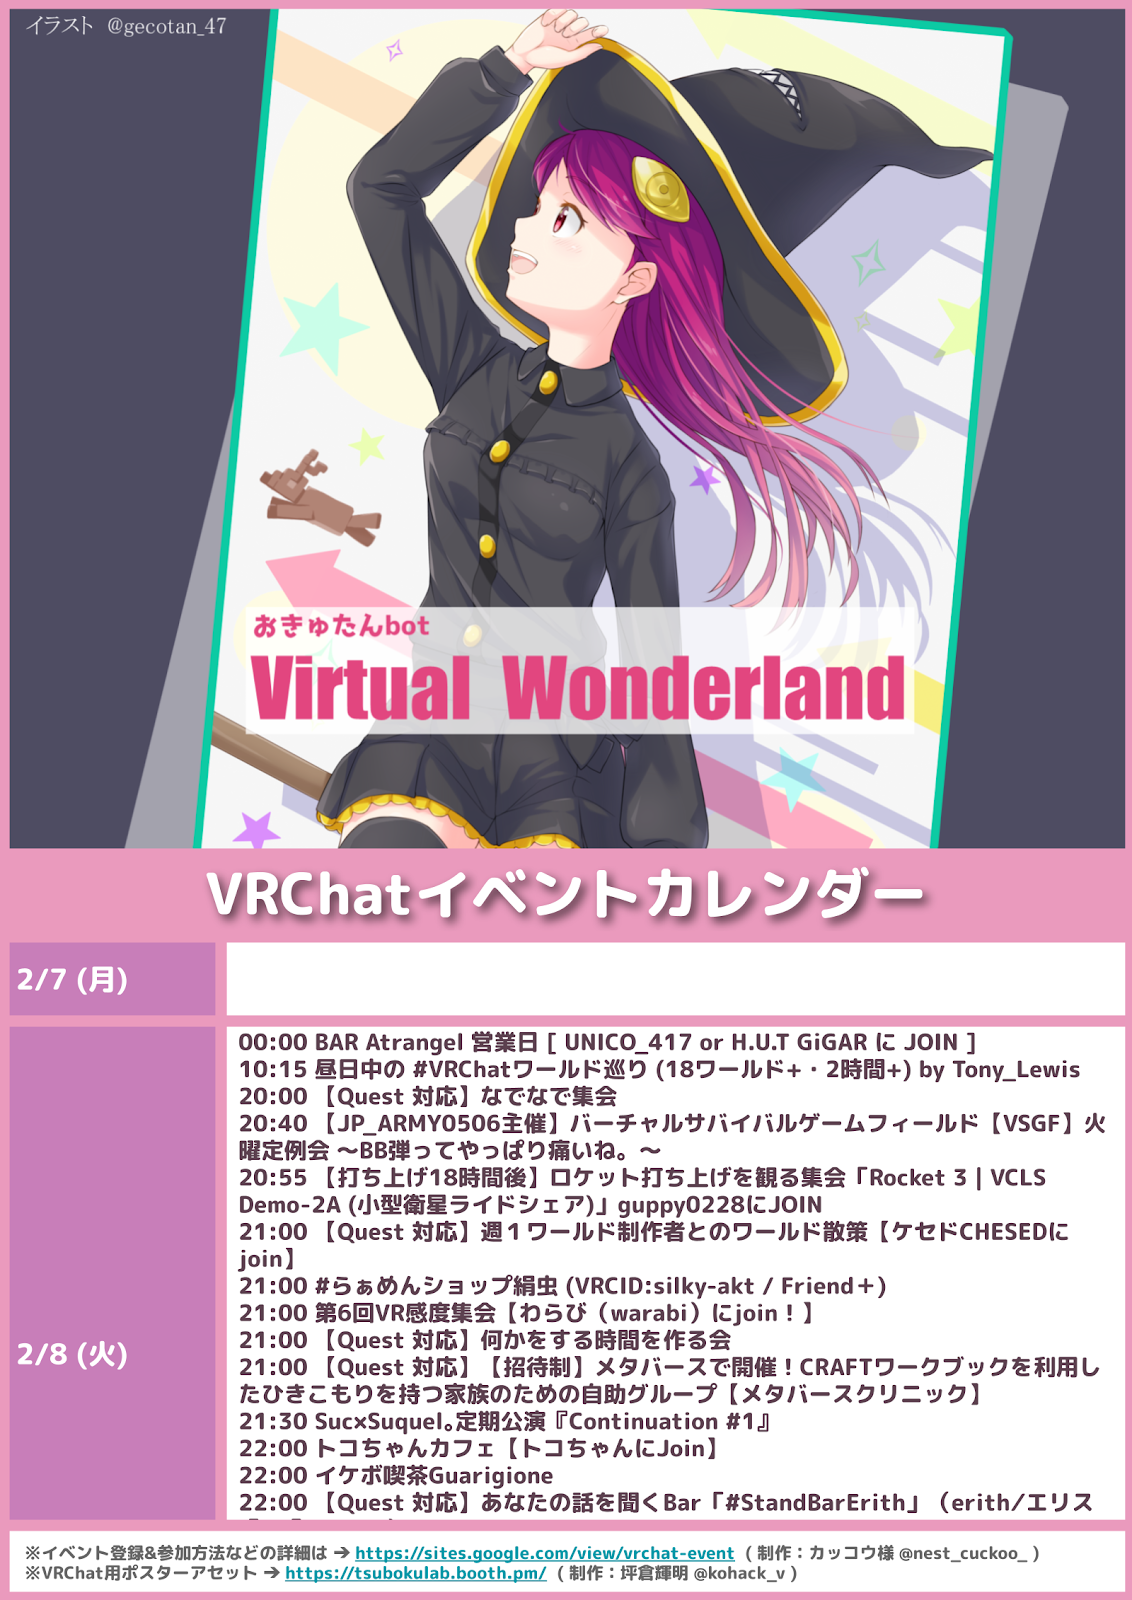 イラスト @gecotan_47
おきゅたんbot
Virtual Wonderland
VRChatイベントカレンダー
2/7 (月)
2/8 (火)
00:00 BAR Atrangel 営業日 [ UNICO_417 or H.U.T GiGAR に JOIN ]
10:15 昼日中の #VRChatワールド巡り (18ワールド+・2時間+) by Tony_Lewis
20:00 【Quest 対応】なでなで集会
20:40 【JP_ARMY0506主催】バーチャルサバイバルゲームフィールド【VSGF】火
曜定例会 ～BB弾ってやっぱり痛いね。～
20:55 【打ち上げ18時間後】ロケット打ち上げを観る集会「Rocket 3 | VCLS
Demo-2A (小型衛星ライドシェア)」guppy0228にJOIN
21:00 【Quest 対応】週１ワールド制作者とのワールド散策【ケセドCHESEDに
join】
21:00 #らぁめんショップ絹虫 (VRCID:silky-akt / Friend＋)
21:00 第6回VR感度集会【わらび（warabi）にjoin！】
21:00 【Quest 対応】何かをする時間を作る会
21:00 【Quest 対応】【招待制】メタバースで開催！CRAFTワークブックを利用し
たひきこもりを持つ家族のための自助グループ【メタバースクリニック】
21:30 Suc×Suquel｡定期公演『Continuation #1』
22:00 トコちゃんカフェ【トコちゃんにJoin】
22:00 イケボ喫茶Guarigione
22:00 【Quest 対応】あなたの話を聞くBar「#StandBarErith」（erith/エリス
※イベント登録&参加方法などの詳細は ➔ https://sites.google.com/view/vrchat-event ( 制作：カッコウ様 @nest_cuckoo_ )
※VRChat用ポスターアセット ➔ https://tsubokulab.booth.pm/ ( 制作：坪倉輝明 @kohack_v )